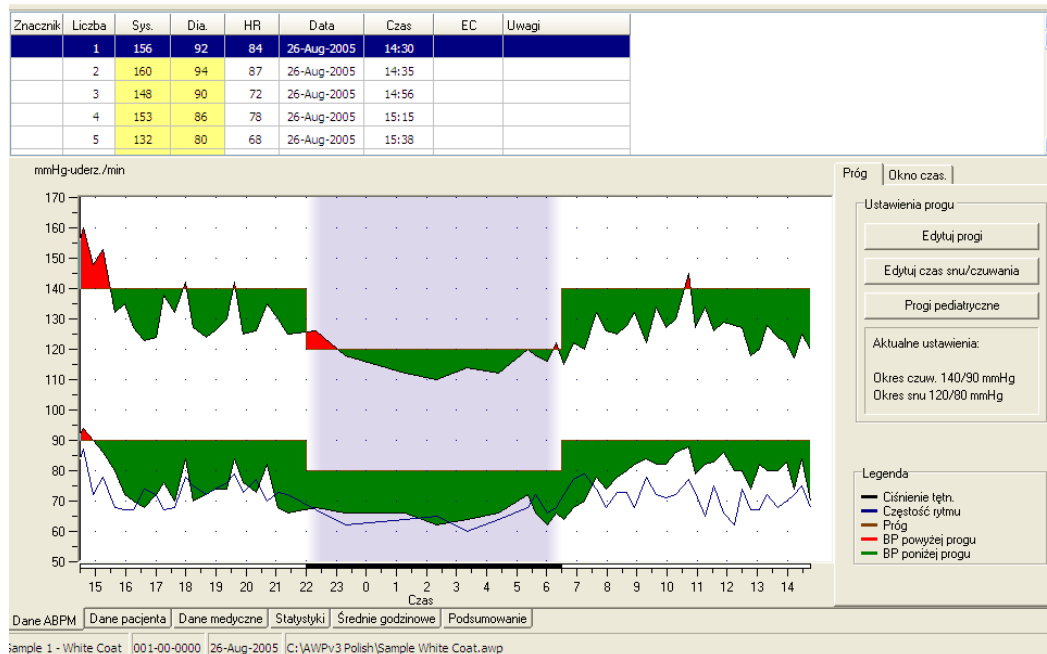 Znacznik Liczba Sys. Dia. HR Data Czas EC Uwagi
1 156 92 84 26-Aug-2005 14:30
2 160 94 87 26-Aug-2005 14:35
3 148 90 72 26-Aug-2005 14:56
4 153 86 78 26-Aug-2005 15:15
5 132 80 68 26-Aug-2005 15:38
mmHg-uderz./min
170
160
150
140
130
120
110
100
90
80
70
60
50
15 16 17 18 19 20 21 22 23 0 1 2 3 4 5 6 7 8 9 10 11 12 13 14
Czas
Próg Okno czas.
Ustawienia progu
Edytuj progi
Edytuj czas snu/czuwania
Progi pediatryczne
Aktualne ustawienia:
Okres czuw. 140/90 mmHg
Okres snu 120/80 mmHg
Legenda
Ciśnienie tętn.
Częstość rytmu
Próg
BP powyżej progu
BP poniżej progu
Dane ABPM Dane pacjenta Dane medyczne Statystyki Średnie godzinowe Podsumowanie
Sample 1 - White Coat 001-00-0000 26-Aug-2005 C:\AWPv3 Polish\Sample White Coat.awp